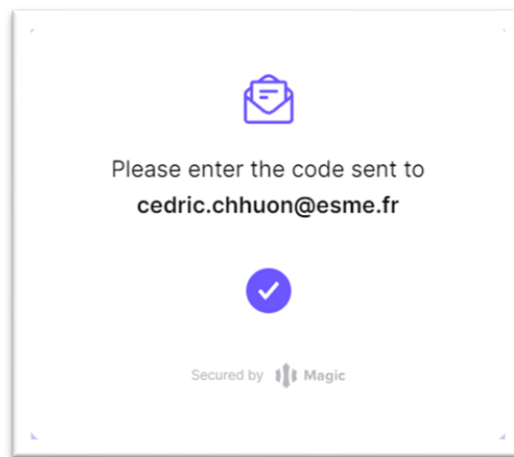 Please enter the code sent to
cedric.chhuon@esme.fr
Secured by Magic